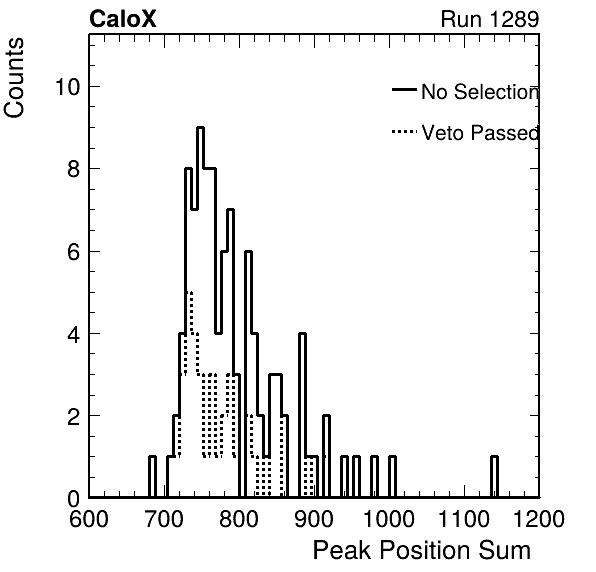 CaloX Run 1289
Counts
10
8
6
4
2
0
No Selection
Veto Passed
600 700 800 900 1000 1100 1200
Peak Position Sum